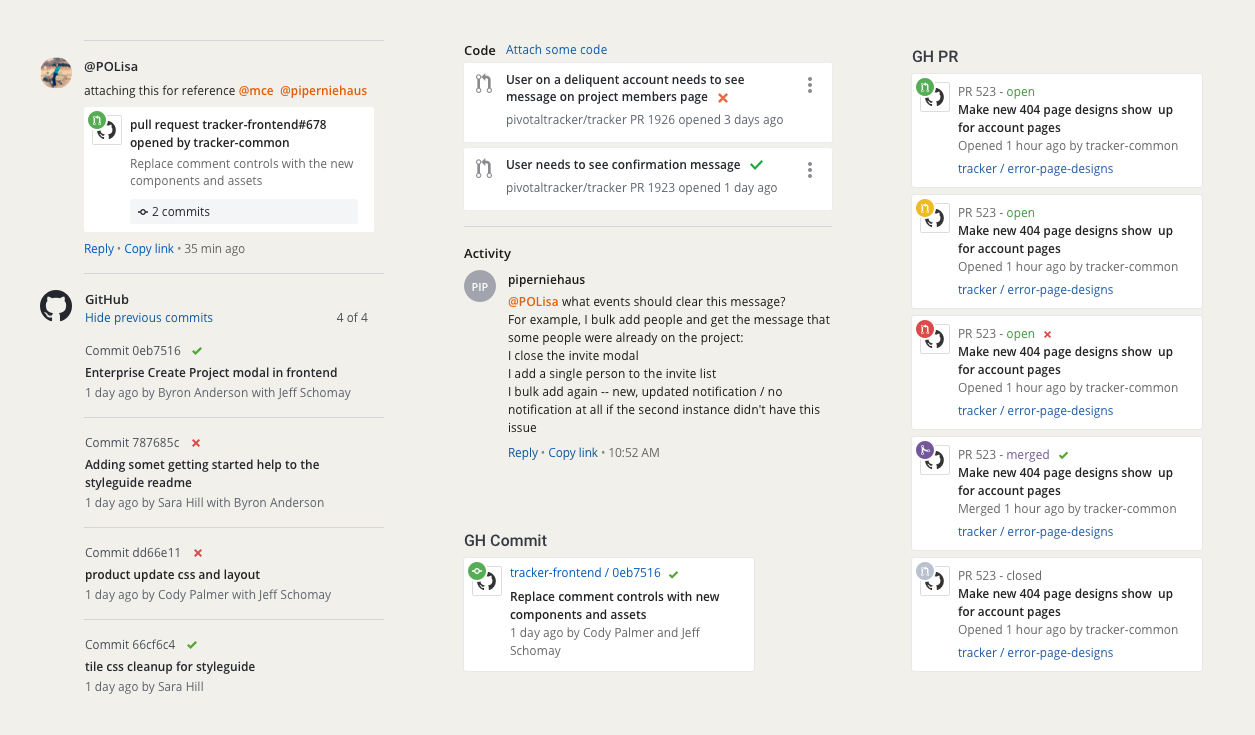 @POLisa
attaching this for reference @mce @piperniehaus
pull request tracker-frontend#678
opened by tracker-common
Replace comment controls with the new
components and assets
2 commits
Reply • Copy link • 35 min ago
GitHub
Hide previous commits
4 of 4
Commit 0eb7516
Enterprise Create Project modal in frontend
1 day ago by Byron Anderson with Jeff Schomay
Commit 787685c
Adding somet getting started help to the
styleguide readme
1 day ago by Sara Hill with Byron Anderson
Commit dd66e11
product update css and layout
1 day ago by Cody Palmer with Jeff Schomay
Commit 66cf6c4
tile css cleanup for styleguide
1 day ago by Sara Hill
Code Attach some code
User on a deliquent account needs to see
message on project members page
pivotaltracker/tracker PR 1926 opened 3 days ago
User needs to see confirmation message
pivotaltracker/tracker PR 1923 opened 1 day ago
Activity
PIP
piperniehaus
@POLisa what events should clear this message?
For example, I bulk add people and get the message that
some people were already on the project:
I close the invite modal
I add a single person to the invite list
I bulk add again -- new, updated notification / no
notification at all if the second instance didn't have this
issue
Reply • Copy link • 10:52 AM
GH Commit
tracker-frontend / 0eb7516
Replace comment controls with new
components and assets
1 day ago by Cody Palmer and Jeff
Schomay
GH PR
PR 523 - open
Make new 404 page designs show up
for account pages
Opened 1 hour ago by tracker-common
tracker / error-page-designs
PR 523 - open
Make new 404 page designs show up
for account pages
Opened 1 hour ago by tracker-common
tracker / error-page-designs
PR 523 - open
Make new 404 page designs show up
for account pages
Opened 1 hour ago by tracker-common
tracker / error-page-designs
PR 523 - merged
Make new 404 page designs show up
for account pages
Merged 1 hour ago by tracker-common
tracker / error-page-designs
PR 523 - closed
Make new 404 page designs show up
for account pages
Opened 1 hour ago by tracker-common
tracker / error-page-designs